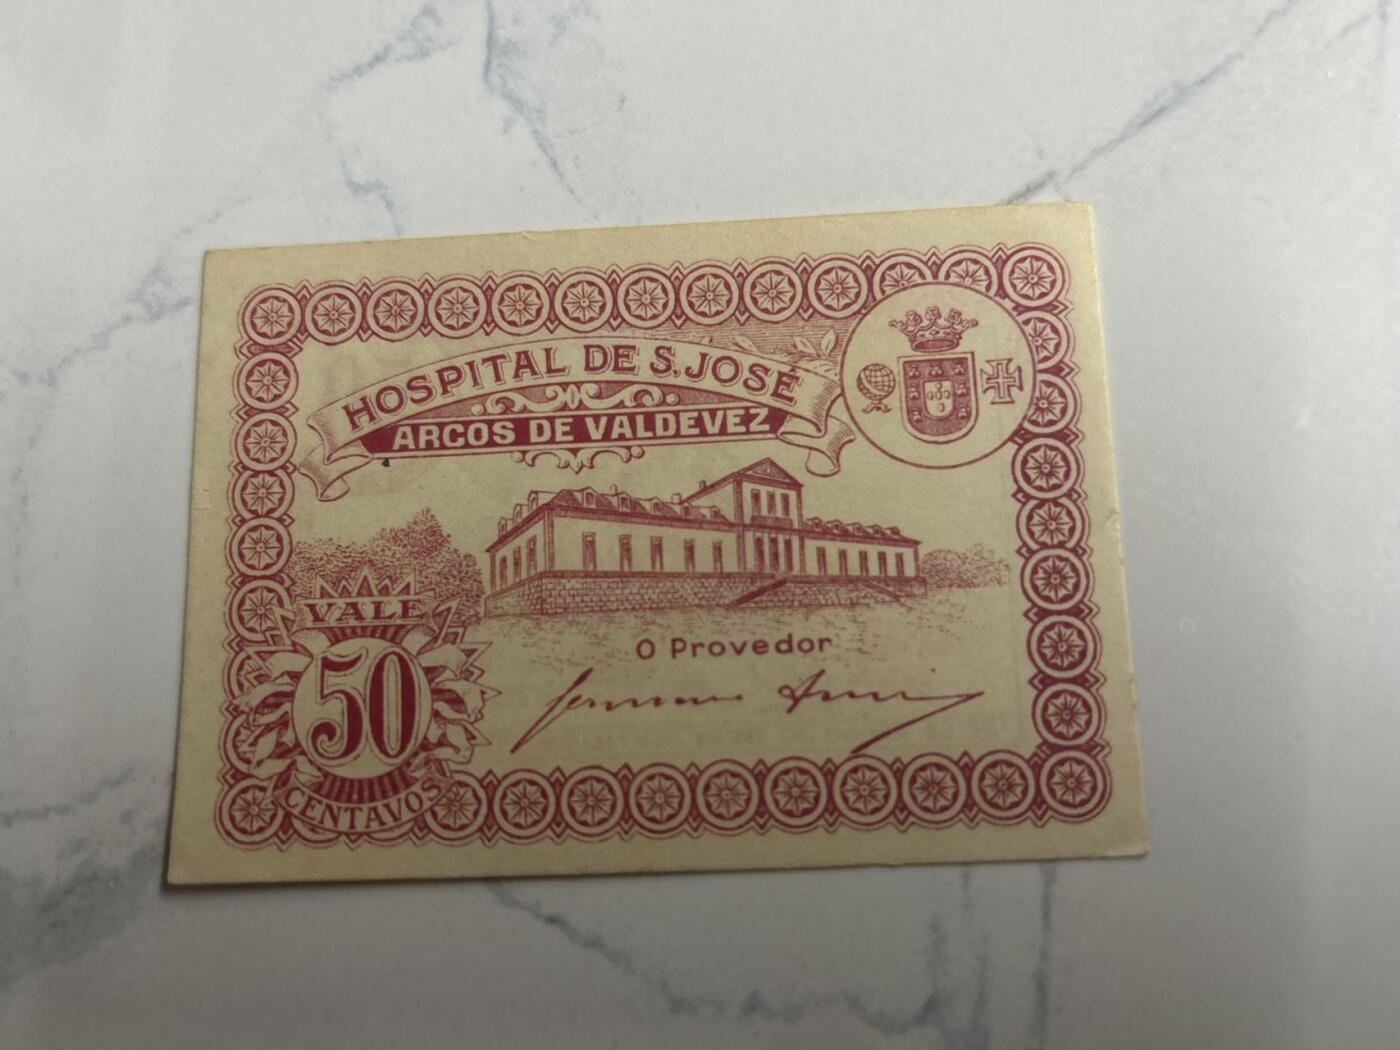 HOSPITAL DE S. JOSÉ
ARCOS DE VALDEVEZ
VALE
50
CENTAVOS
O Provedor